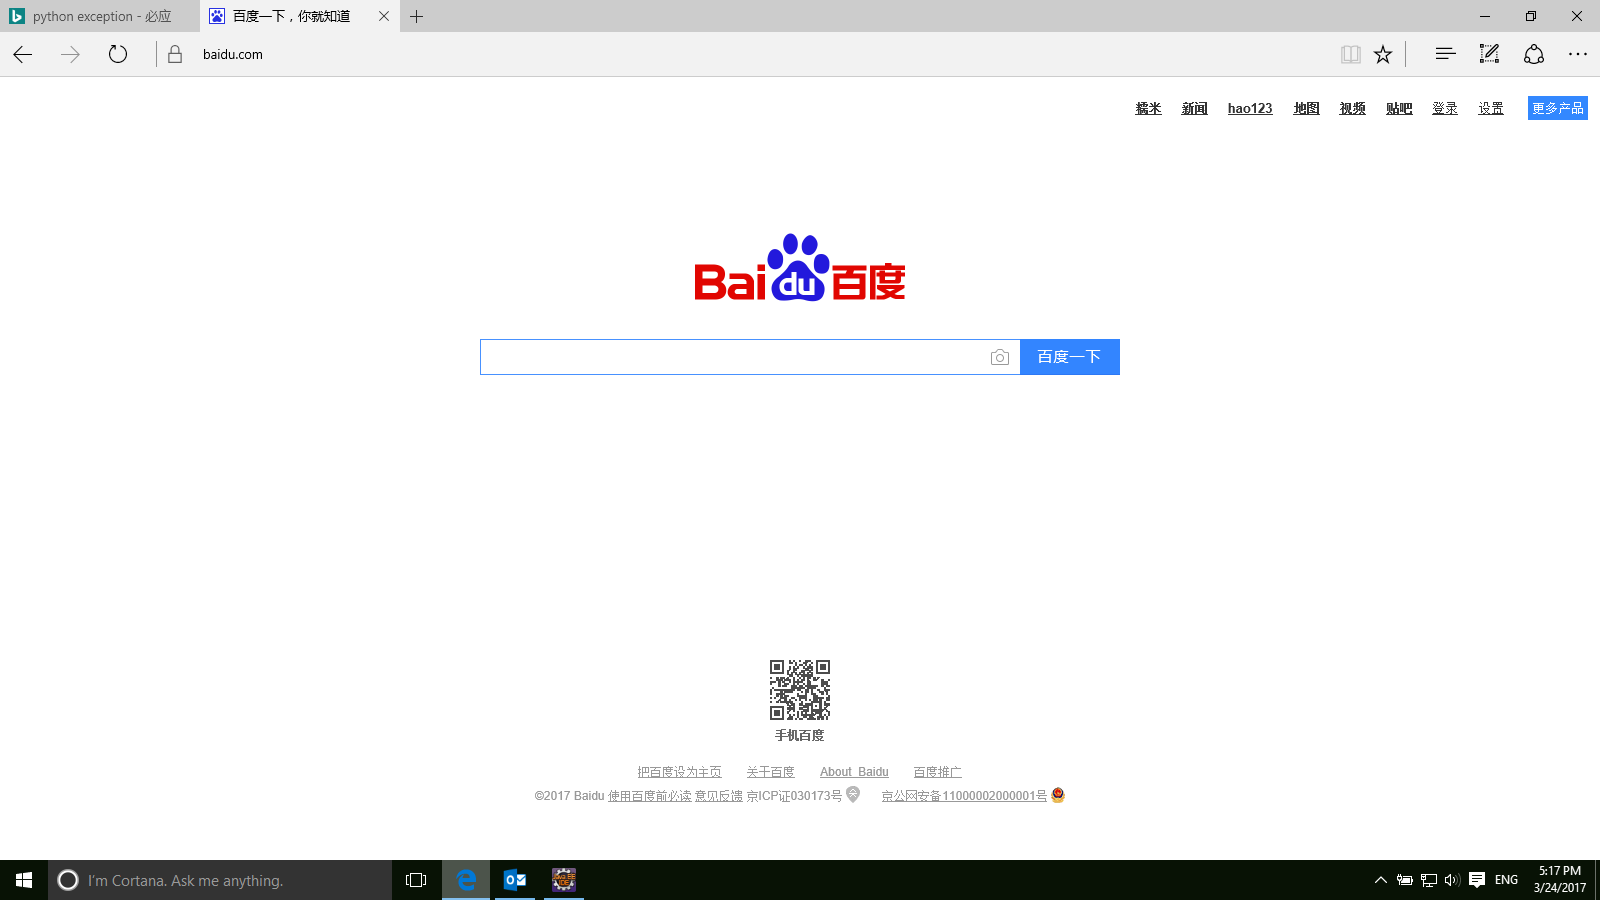 python exception - 必应
百度一下，你就知道
baidu.com
糯米 新闻 hao123 地图 视频 贴吧 登录 设置 更多产品
Bai du 百度
百度一下
手机百度
把百度设为主页 关于百度 About Baidu 百度推广
©2017 Baidu 使用百度前必读 意见反馈 京ICP证030173号 京公网安备11000002000001号
I'm Cortana. Ask me anything.
ENG
5:17 PM
3/24/2017